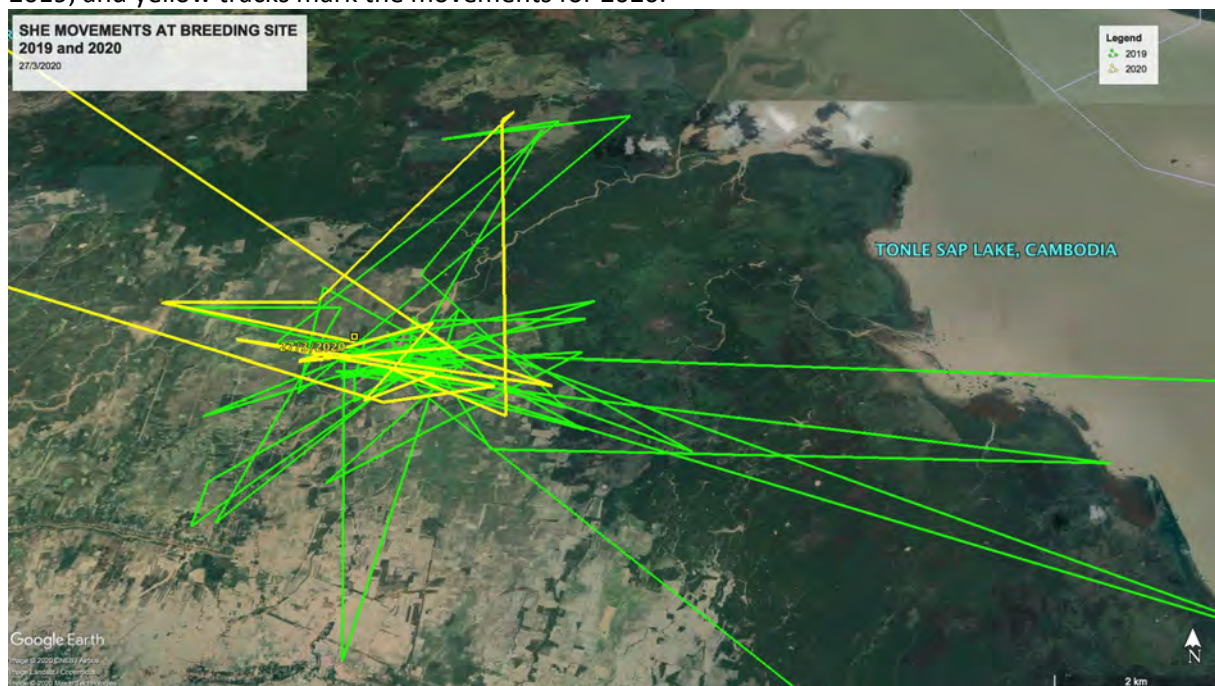 2019, and yellow tracks mark the movements for 2020.
SHE MOVEMENTS AT BREEDING SITE
2019 and 2020
27/3/2020
Legend
2019
2020
TONLE SAP LAKE, CAMBODIA
Google Earth
N
2 km